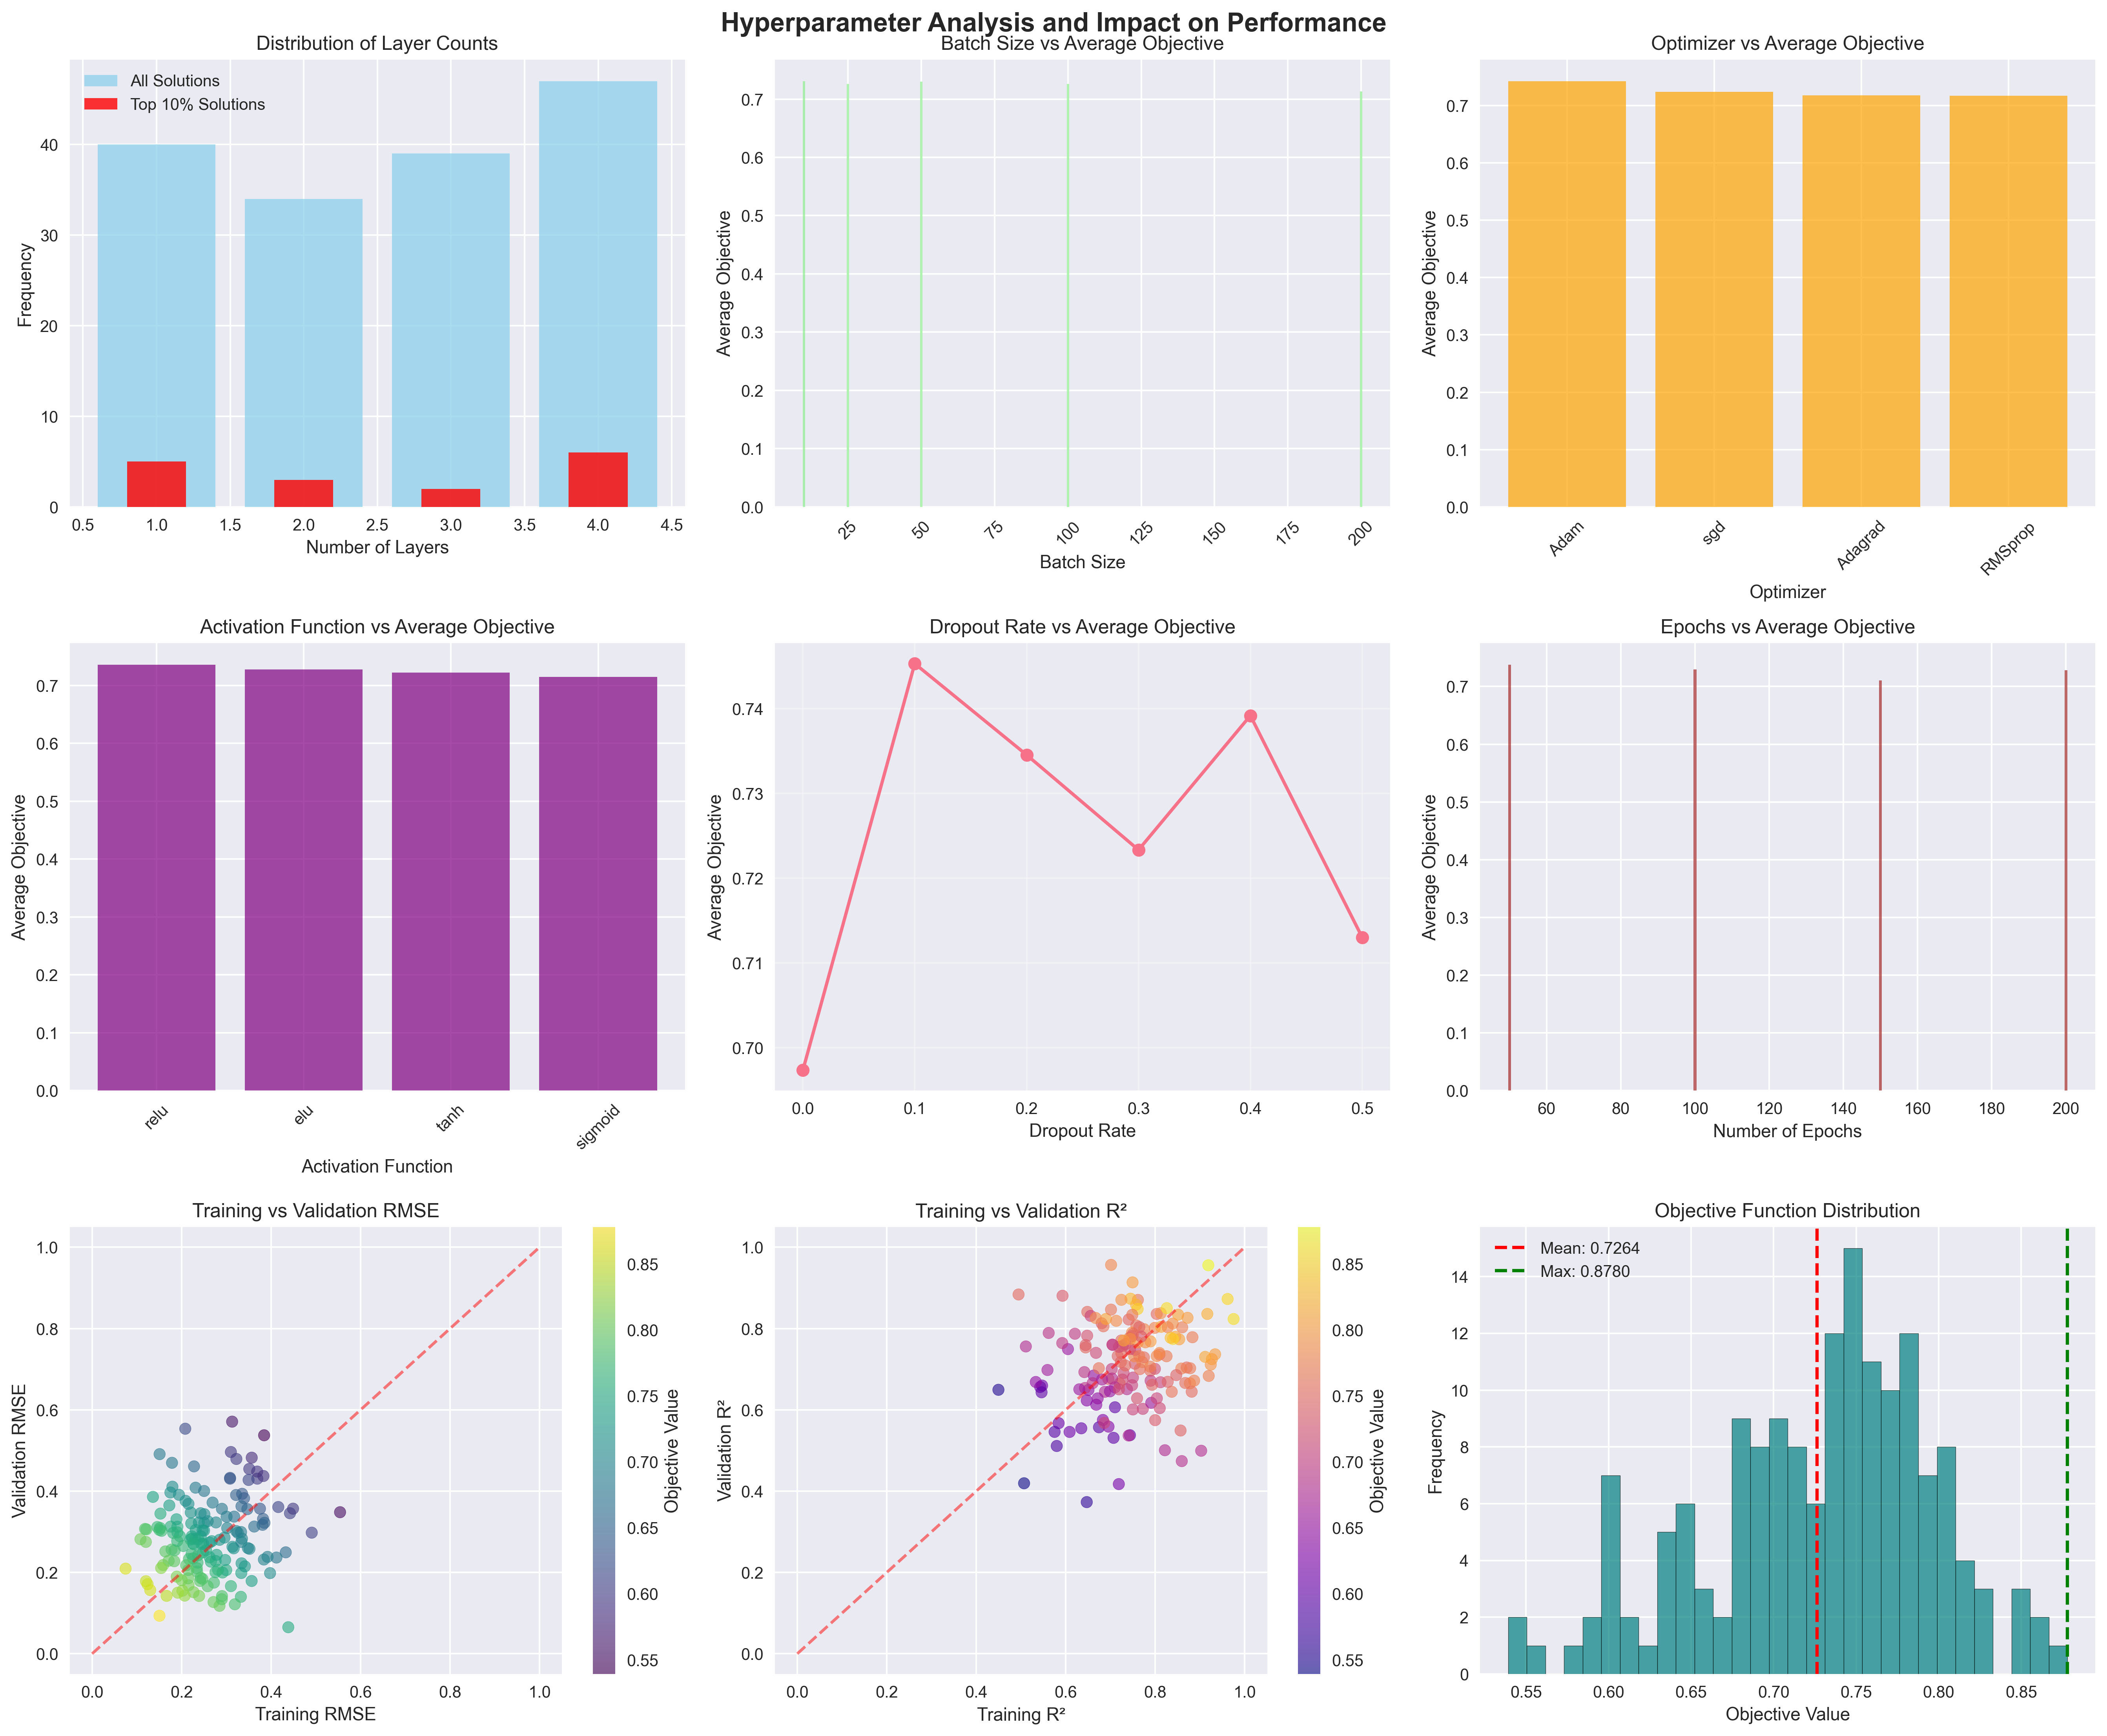 Hyperparameter Analysis and Impact on Performance
Distribution of Layer Counts
All Solutions
Top 10% Solutions
Frequency
40
30
20
10
0
0.5 1.0 1.5 2.0 2.5 3.0 3.5 4.0 4.5
Number of Layers
Batch Size vs Average Objective
Average Objective
0.7
0.6
0.5
0.4
0.3
0.2
0.1
0.0
25 50 75 100 125 150 175 200
Batch Size
Optimizer vs Average Objective
Average Objective
0.7
0.6
0.5
0.4
0.3
0.2
0.1
0.0
Adam sgd Adagrad RMSprop
Optimizer
Activation Function vs Average Objective
Average Objective
0.7
0.6
0.5
0.4
0.3
0.2
0.1
0.0
relu elu tanh sigmoid
Activation Function
Dropout Rate vs Average Objective
Average Objective
0.74
0.73
0.72
0.71
0.70
0.0 0.1 0.2 0.3 0.4 0.5
Dropout Rate
Epochs vs Average Objective
Average Objective
0.7
0.6
0.5
0.4
0.3
0.2
0.1
0.0
60 80 100 120 140 160 180 200
Number of Epochs
Training vs Validation RMSE
Validation RMSE
1.0
0.8
0.6
0.4
0.2
0.0
0.0 0.2 0.4 0.6 0.8 1.0
Training RMSE
0.85
0.80
0.75
0.70
0.65
0.60
0.55
Objective Value
Training vs Validation R²
Validation R²
1.0
0.8
0.6
0.4
0.2
0.0
0.0 0.2 0.4 0.6 0.8 1.0
Training R²
0.85
0.80
0.75
0.70
0.65
0.60
0.55
Objective Value
Objective Function Distribution
Mean: 0.7264
Max: 0.8780
Frequency
14
12
10
8
6
4
2
0
0.55 0.60 0.65 0.70 0.75 0.80 0.85
Objective Value